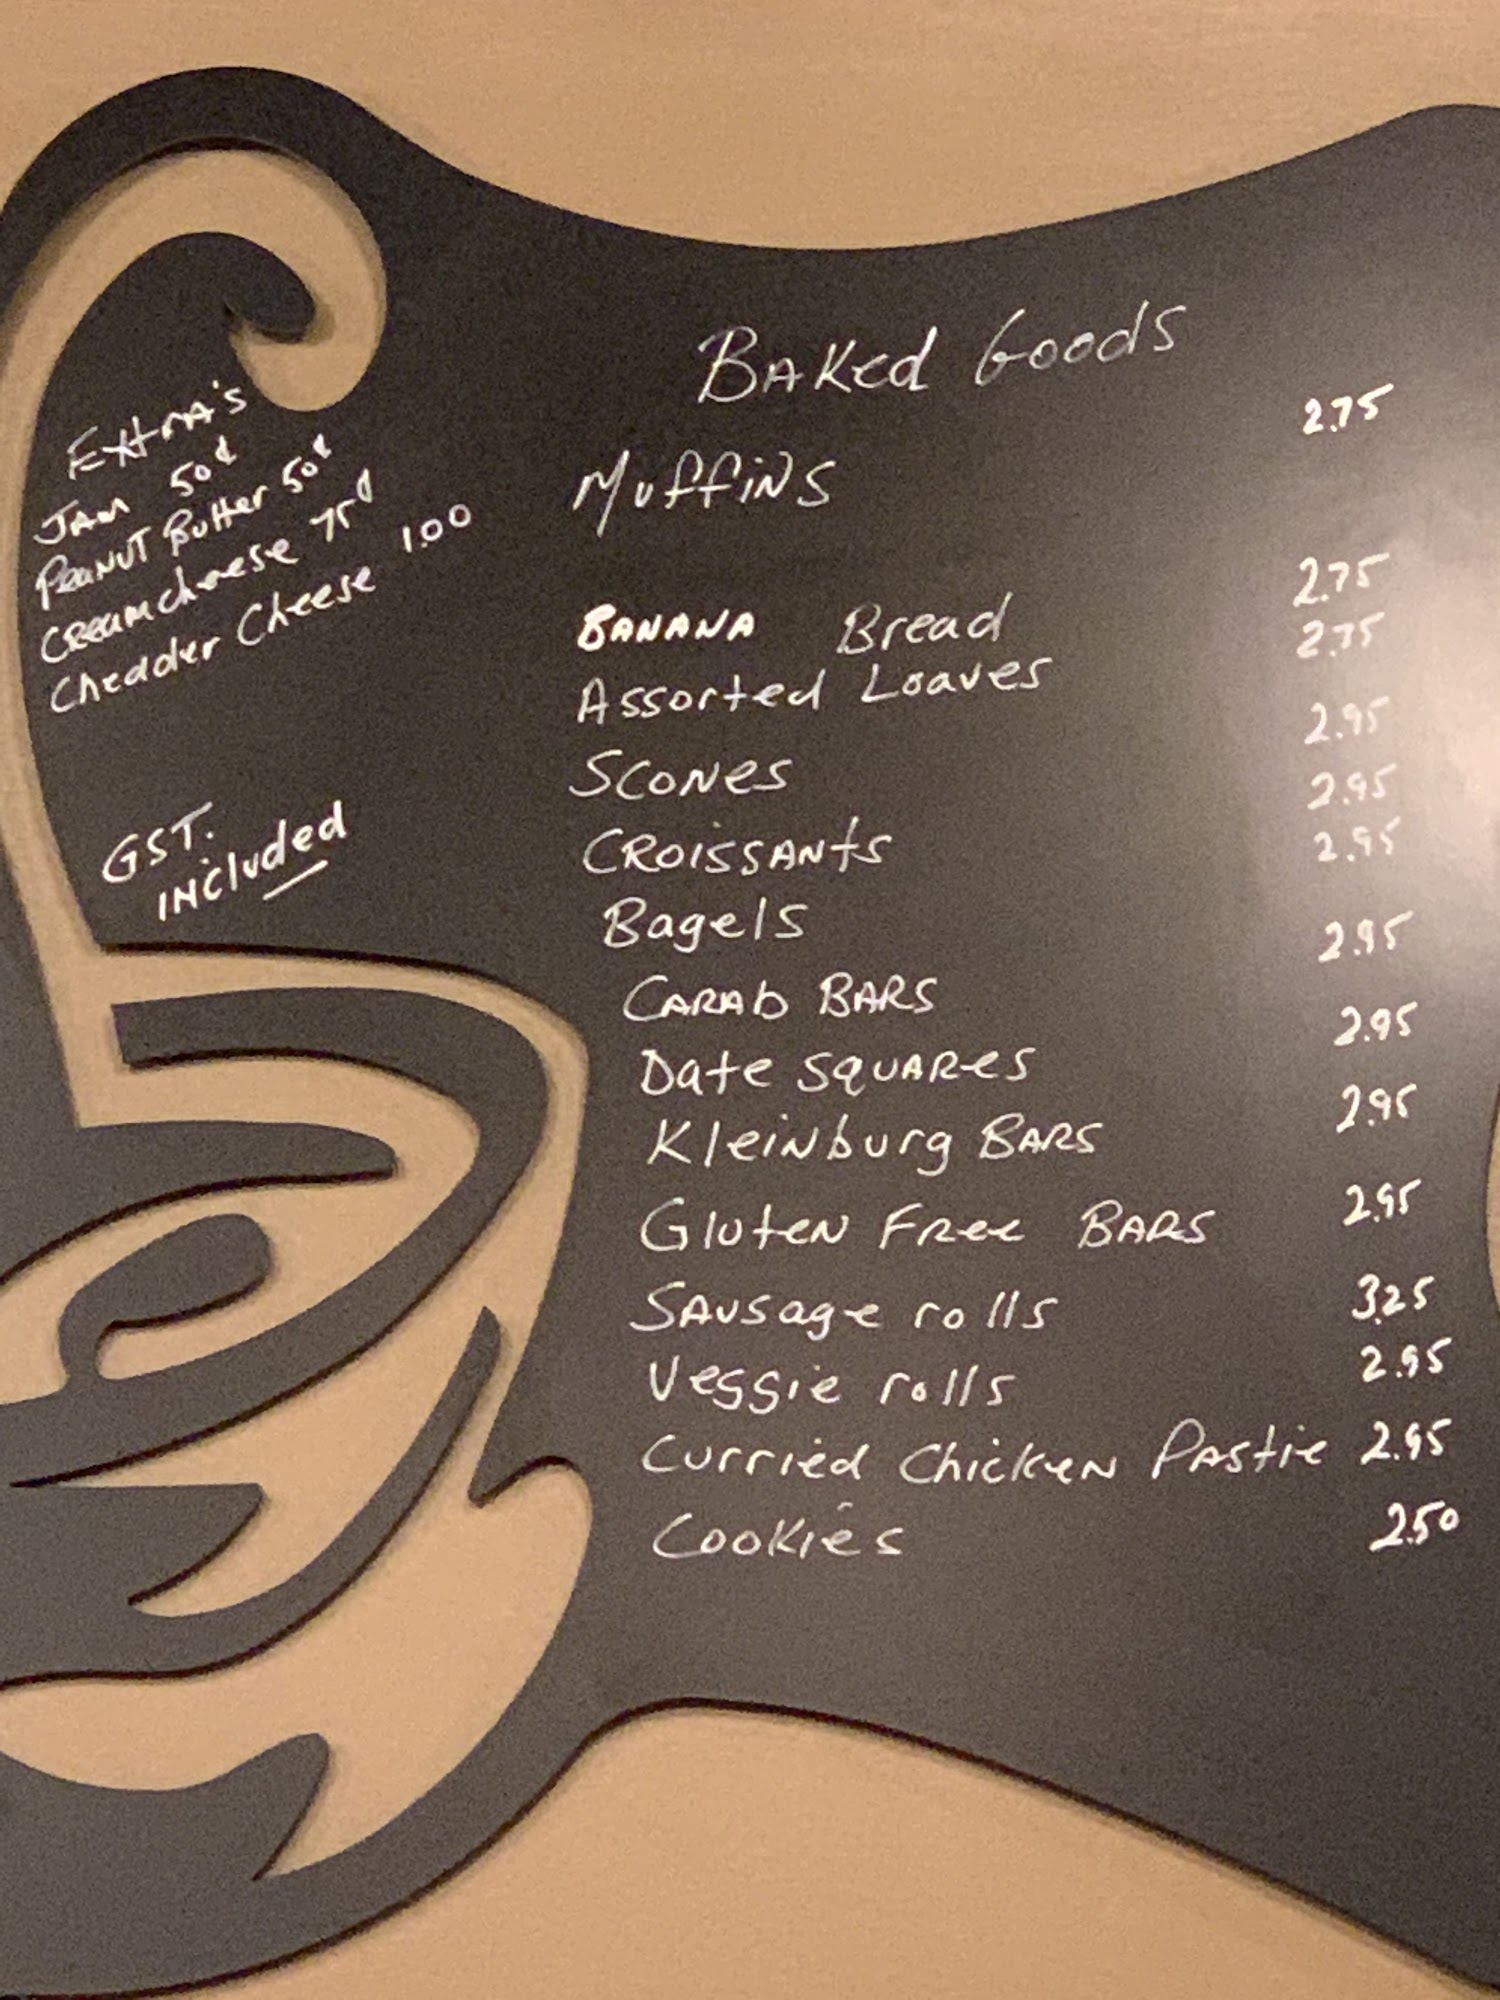 Extra's
Jam 50¢
Peanut Butter 50¢
Creamcheese 75¢
Chedder Cheese 1.00
GST.
included
Baked Goods
Muffins 2.75
Banana Bread 2.75
Assorted Loaves 2.75
Scones 2.95
Croissants 2.95
Bagels 2.95
Carab Bars 2.95
Date Squares 2.95
Kleinburg Bars 2.95
Gluten Free Bars 2.95
Sausage rolls 3.25
Veggie rolls 2.95
Curried Chicken Pastie 2.95
Cookies 2.50